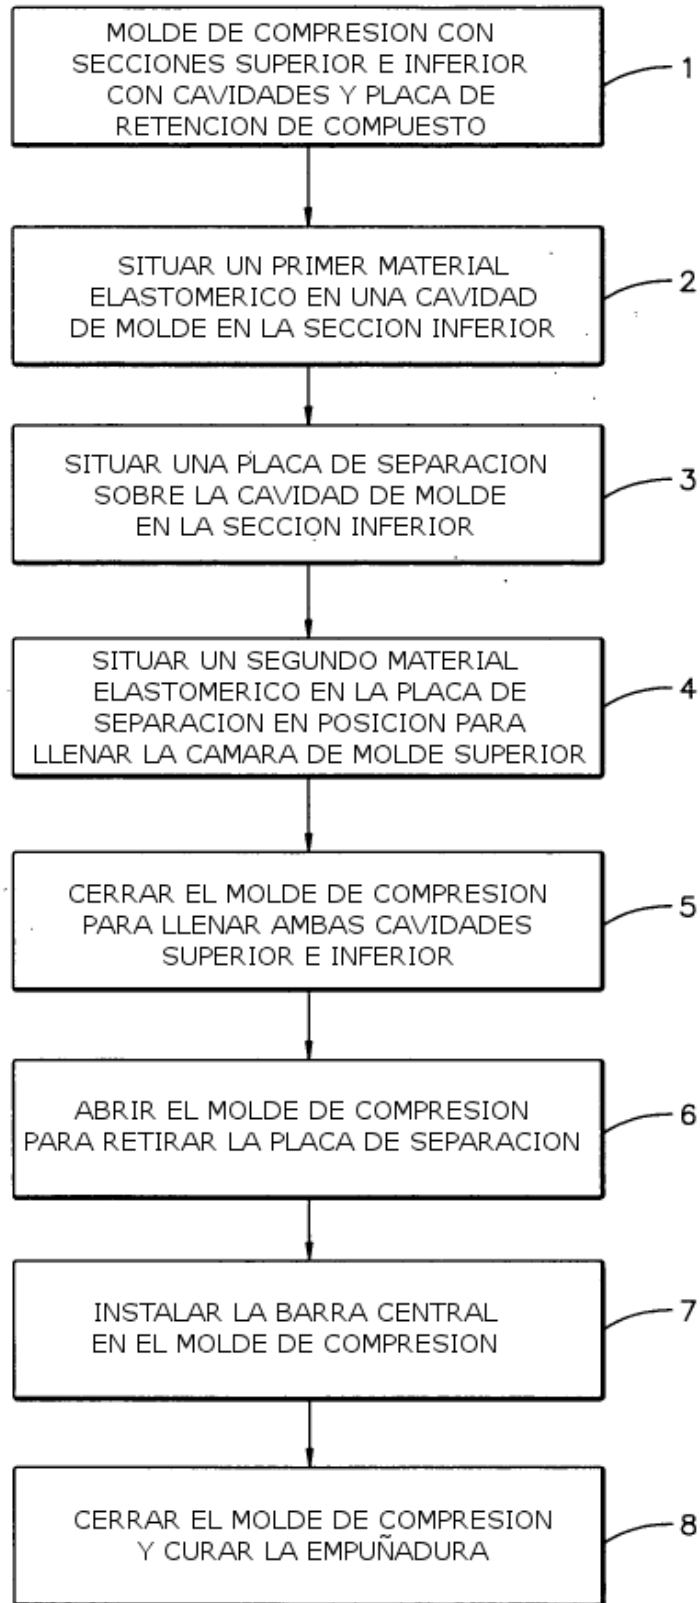 MOLDE DE COMPRESION CON
SECCIONES SUPERIOR E INFERIOR
CON CAVIDADES Y PLACA DE
RETENCION DE COMPUESTO
1
SITUAR UN PRIMER MATERIAL
ELASTOMERICO EN UNA CAVIDAD
DE MOLDE EN LA SECCION INFERIOR
2
SITUAR UNA PLACA DE SEPARACION
SOBRE LA CAVIDAD DE MOLDE
EN LA SECCION INFERIOR
3
SITUAR UN SEGUNDO MATERIAL
ELASTOMERICO EN LA PLACA DE
SEPARACION EN POSICION PARA
LLENAR LA CAMARA DE MOLDE SUPERIOR
4
CERRAR EL MOLDE DE COMPRESION
PARA LLENAR AMBAS CAVIDADES
SUPERIOR E INFERIOR
5
ABRIR EL MOLDE DE COMPRESION
PARA RETIRAR LA PLACA DE SEPARACION
6
INSTALAR LA BARRA CENTRAL
EN EL MOLDE DE COMPRESION
7
CERRAR EL MOLDE DE COMPRESION
Y CURAR LA EMPUÑADURA
8